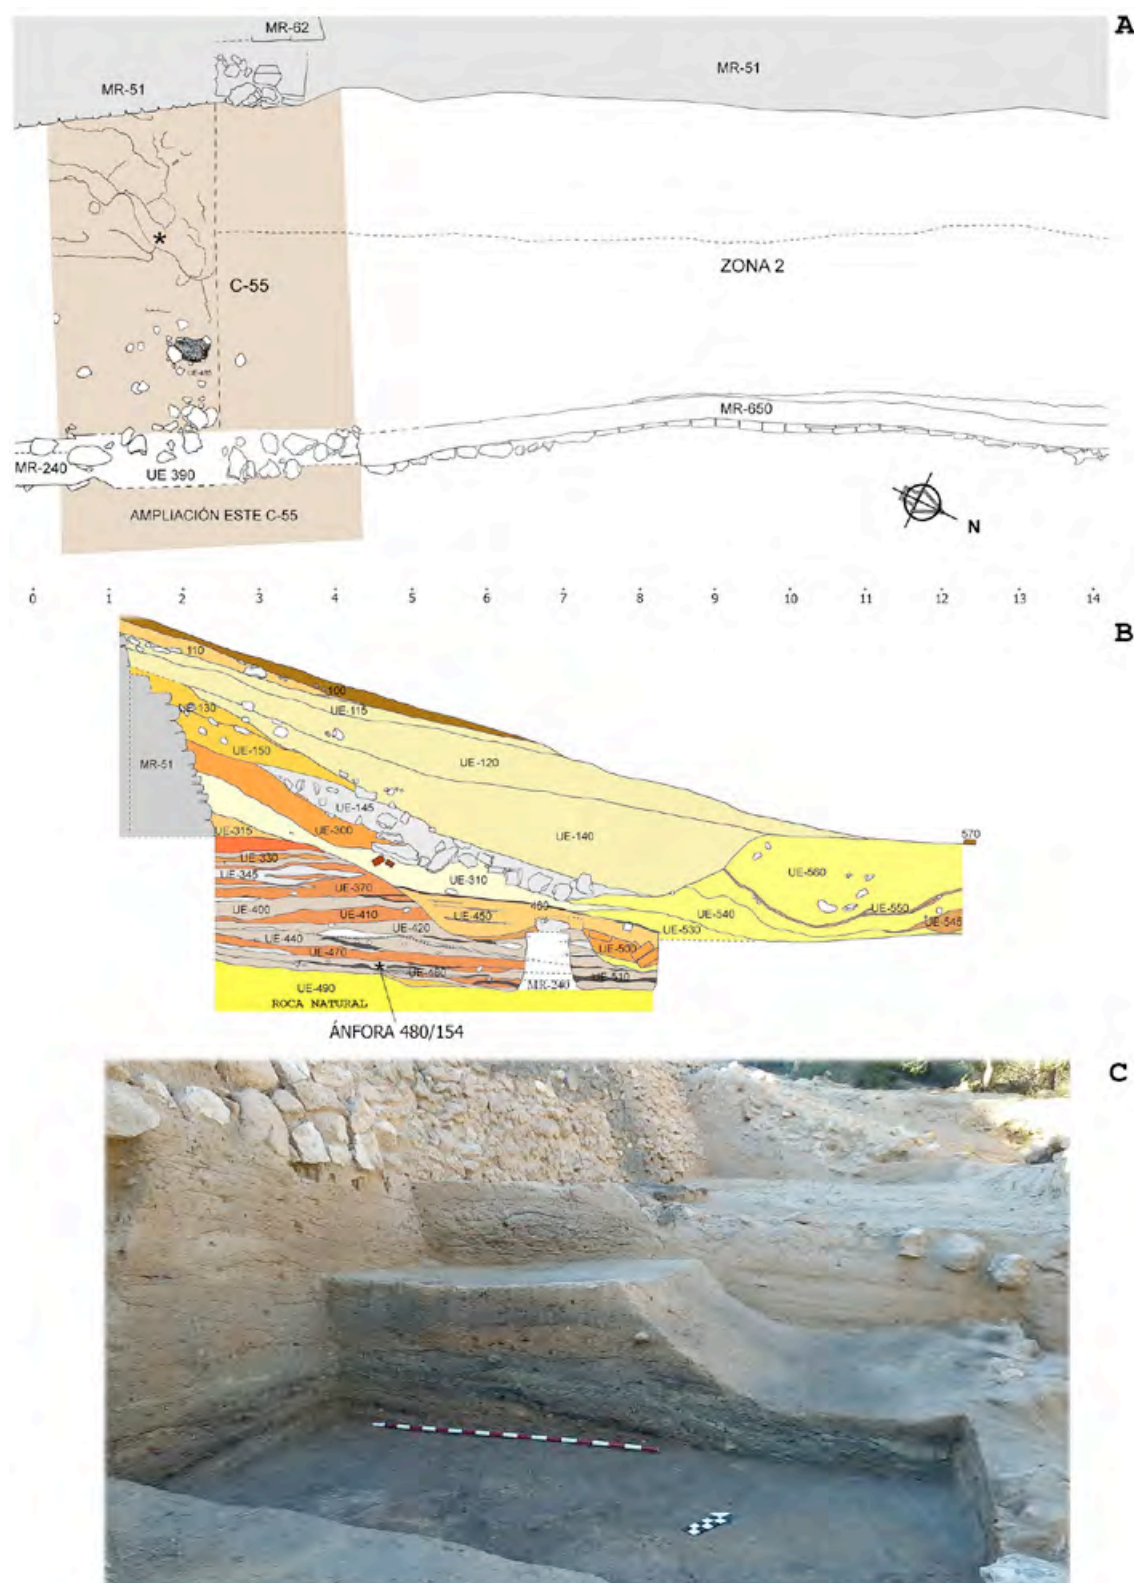 A
MR-62
MR-51
MR-51
*
C-55
ZONA 2
MR-650
MR-240
UE 390
AMPLIACIÓN ESTE C-55
N
0 1 2 3 4 5 6 7 8 9 10 11 12 13 14
B
110
100
UE-130
UE-115
UE-150
UE-120
MR-51
UE-145
UE-300
UE-140
570
UE-315
UE-330
UE-345
UE-370
UE-310
UE-560
UE-400
UE-410
UE-450
UE-540
UE-550
UE-545
UE-420
UE-530
UE-440
UE-500
UE-470
UE-480
MR-240
UE-510
UE-490
ROCA NATURAL
*
ÁNFORA 480/154
C